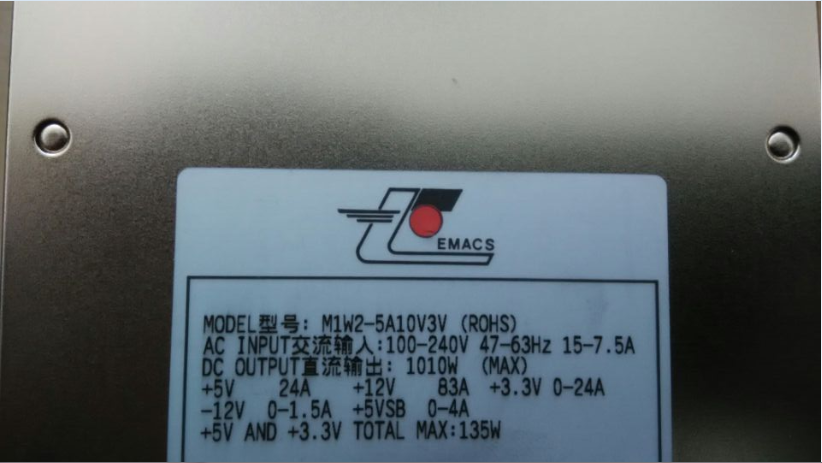 EMACS
MODEL型号: M1W2-5A10V3V (ROHS)
AC INPUT交流输入:100-240V 47-63Hz 15-7.5A
DC OUTPUT直流输出: 1010W (MAX)
+5V 24A +12V 83A +3.3V 0-24A
-12V 0-1.5A +5VSB 0-4A
+5V AND +3.3V TOTAL MAX:135W